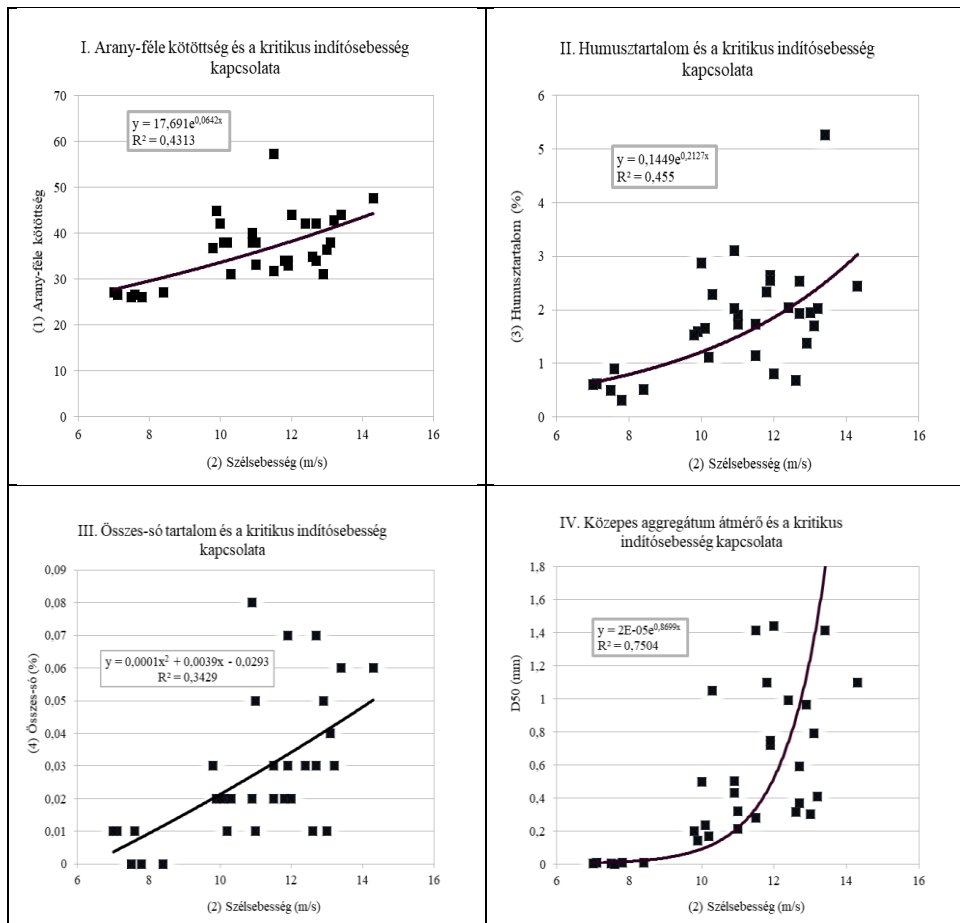 I. Arany-féle kötöttség és a kritikus indítósebesség
kapcsolata
70
60
50
40
30
20
10
0
y = 17,691e^0,0642x
R² = 0,4313
(1) Arany-féle kötöttség
6 8 10 12 14 16
(2) Szélsebesség (m/s)
II. Humusztartalom és a kritikus indítósebesség
kapcsolata
6
5
4
3
2
1
0
y = 0,1449e^0,2127x
R² = 0,455
(3) Humusztartalom (%)
6 8 10 12 14 16
(2) Szélsebesség (m/s)
III. Összes-só tartalom és a kritikus indítósebesség
kapcsolata
0,09
0,08
0,07
0,06
0,05
0,04
0,03
0,02
0,01
0
y = 0,0001x² + 0,0039x - 0,0293
R² = 0,3429
(4) Összes-só (%)
6 8 10 12 14 16
(2) Szélsebesség (m/s)
IV. Közepes aggregátum átmérő és a kritikus
indítósebesség kapcsolata
1,8
1,6
1,4
1,2
1
0,8
0,6
0,4
0,2
0
y = 2E-05e^0,8699x
R² = 0,7504
D50 (mm)
6 8 10 12 14 16
(2) Szélsebesség (m/s)